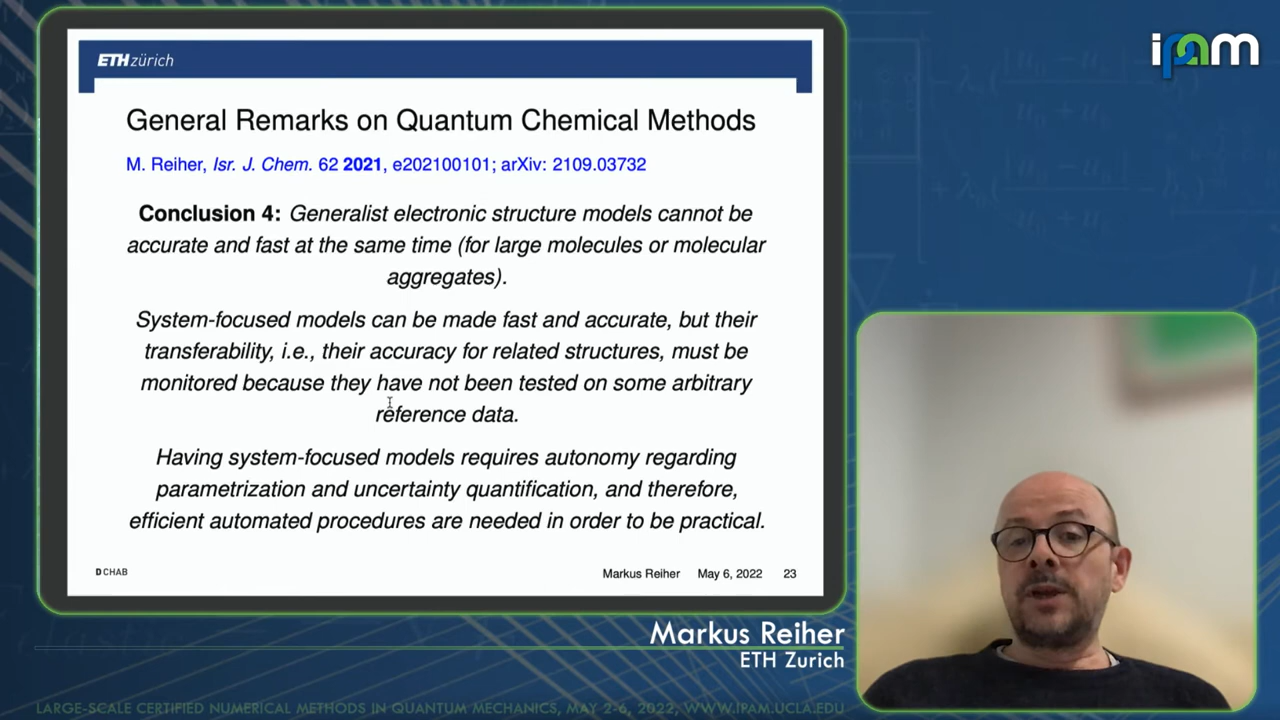 ETH zürich
ipam
General Remarks on Quantum Chemical Methods
M. Reiher, Isr. J. Chem. 62 2021, e202100101; arXiv: 2109.03732
Conclusion 4: Generalist electronic structure models cannot be
accurate and fast at the same time (for large molecules or molecular
aggregates).
System-focused models can be made fast and accurate, but their
transferability, i.e., their accuracy for related structures, must be
monitored because they have not been tested on some arbitrary
reference data.
Having system-focused models requires autonomy regarding
parametrization and uncertainty quantification, and therefore,
efficient automated procedures are needed in order to be practical.
D CHAB
Markus Reiher May 6, 2022 23
Markus Reiher
ETH Zurich
LARGE-SCALE CERTIFIED NUMERICAL METHODS IN QUANTUM MECHANICS, MAY 2-6, 2022, WWW.IPAM.UCLA.EDU